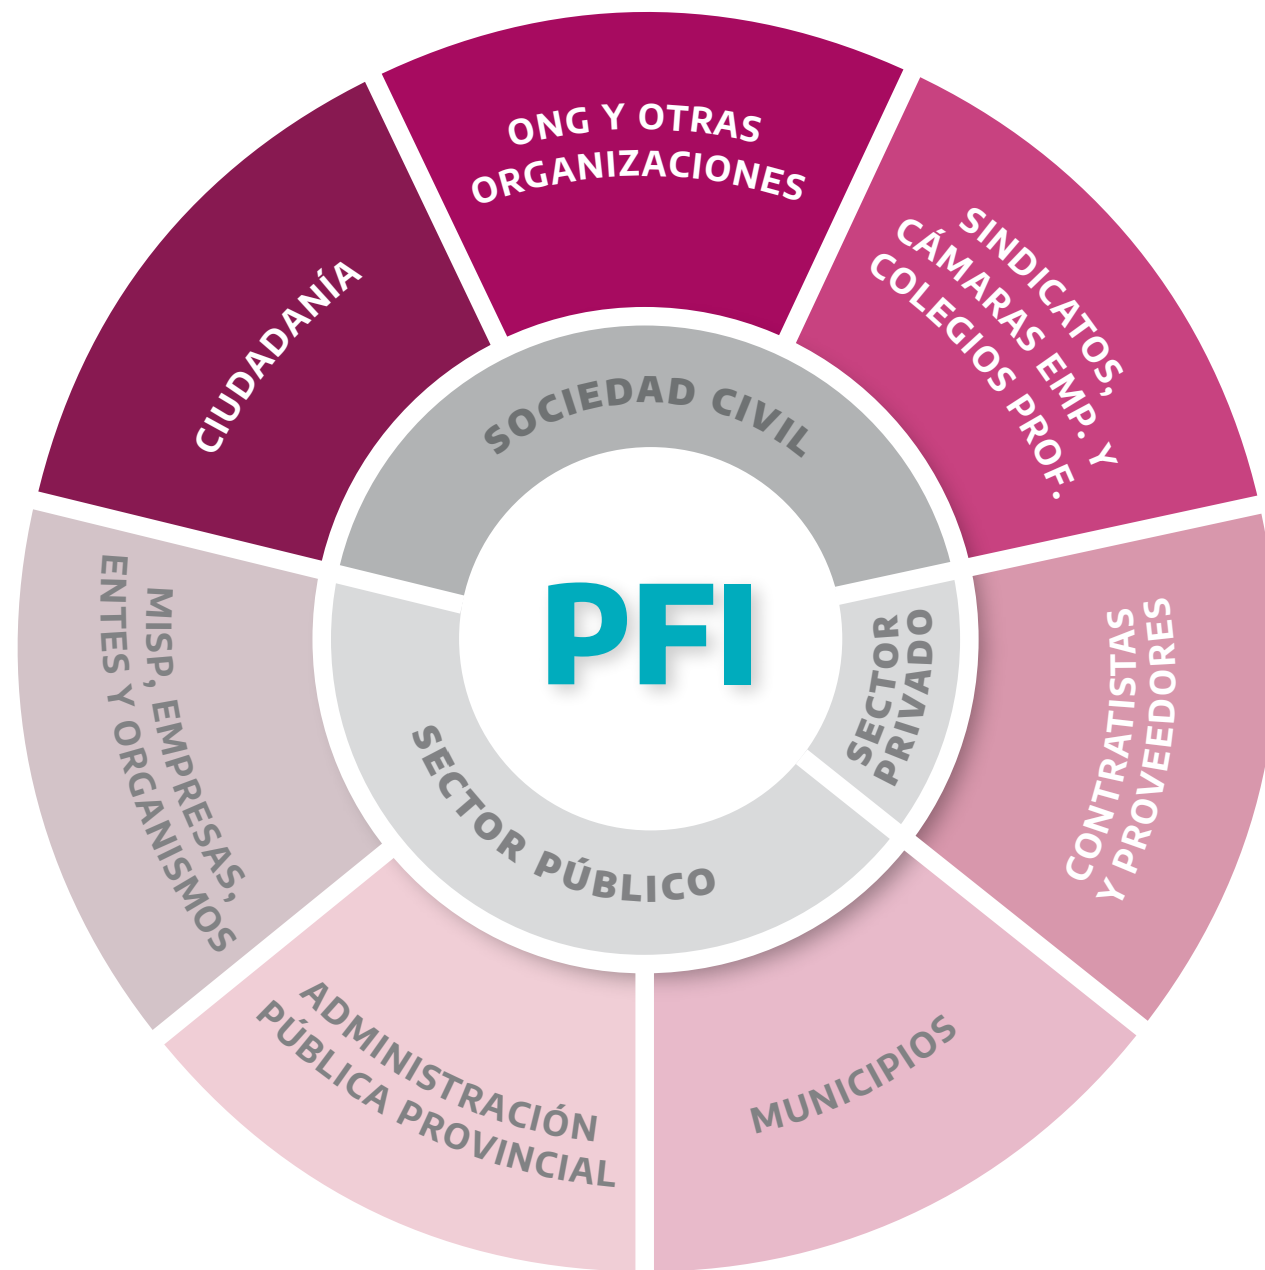 ONG Y OTRAS
ORGANIZACIONES
SINDICATOS,
CÁMARAS EMP. Y
COLEGIOS PROF.
CONTRATISTAS
Y PROVEEDORES
MUNICIPIOS
ADMINISTRACIÓN
PÚBLICA PROVINCIAL
MISP, EMPRESAS,
ENTES Y ORGANISMOS
CIUDADANÍA
SOCIEDAD CIVIL
SECTOR
PRIVADO
SECTOR PÚBLICO
PFI